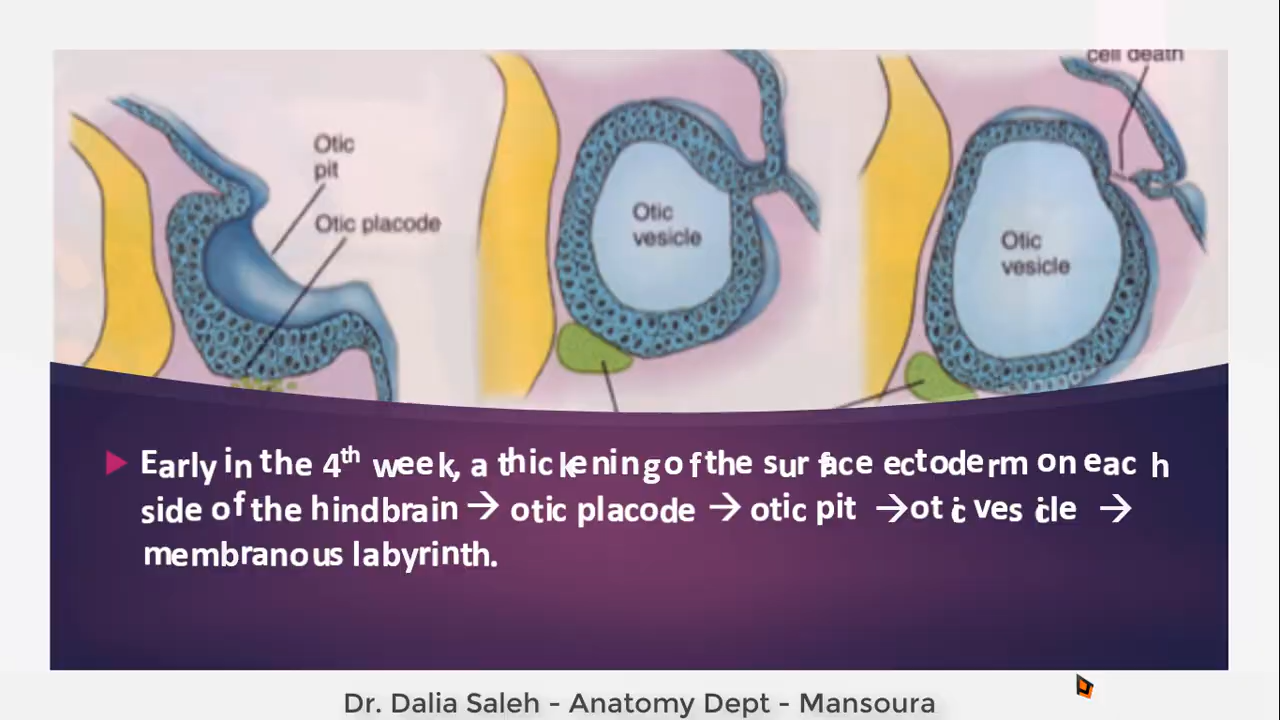 cell death
Otic
pit
Otic placode
Otic
vesicle
Otic
vesicle
Early in the 4th week, a thickening of the surface ectoderm on each
side of the hindbrain → otic placode → otic pit → otic vesicle →
membranous labyrinth.
Dr. Dalia Saleh - Anatomy Dept - Mansoura